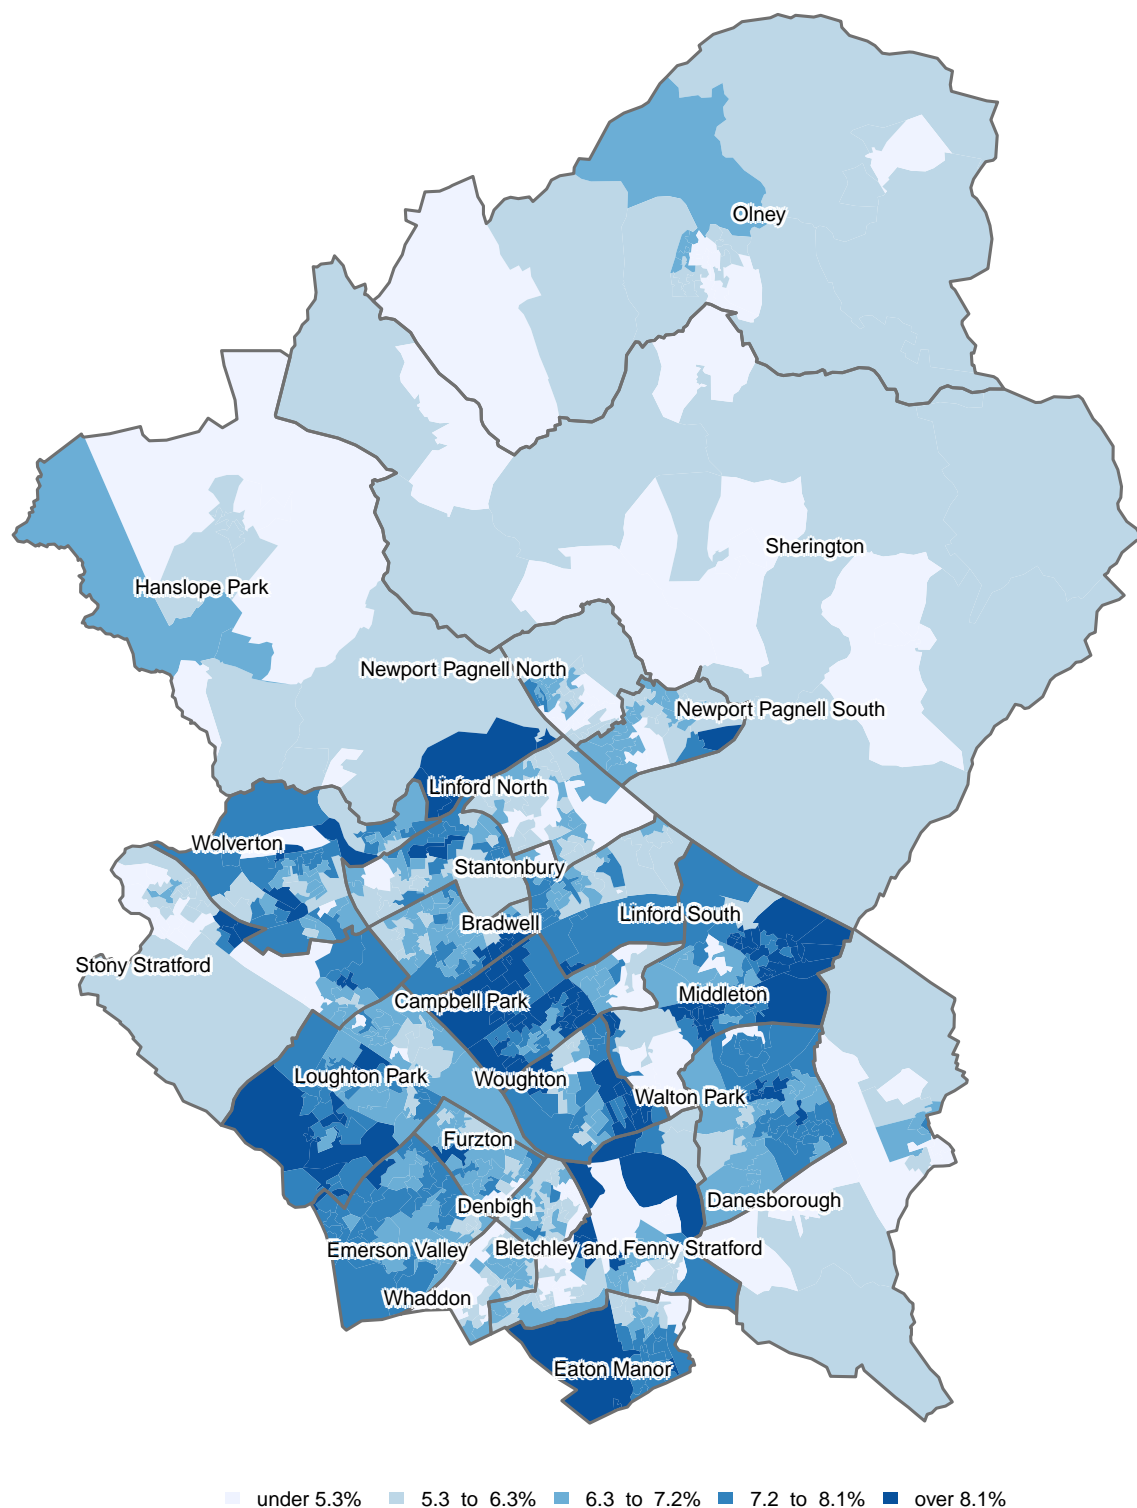 Olney
Sherington
Hanslope Park
Newport Pagnell North
Newport Pagnell South
Linford North
Wolverton
Stantonbury
Linford South
Bradwell
Stony Stratford
Middleton
Campbell Park
Loughton Park
Woughton
Walton Park
Furzton
Danesborough
Denbigh
Emerson Valley
Bletchley and Fenny Stratford
Whaddon
Eaton Manor
under 5.3% 5.3 to 6.3% 6.3 to 7.2% 7.2 to 8.1% over 8.1%